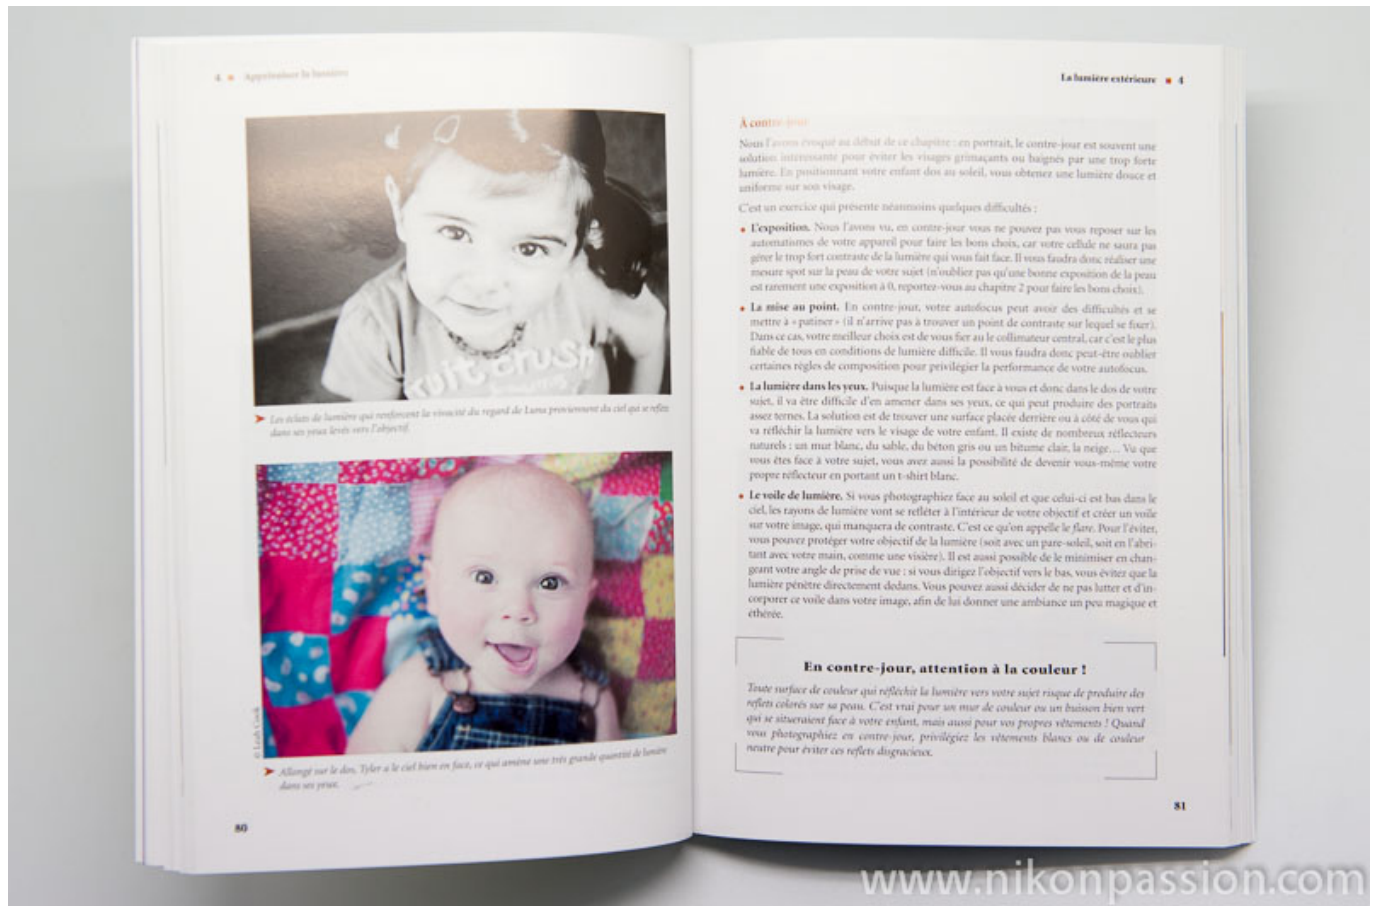 4 ■ Apprivoiser la lumière
Suit crush
➤ Les éclats de lumière qui renforcent la vivacité du regard de Luna proviennent du ciel qui se reflète
dans ses yeux levés vers l'objectif.
© Leah Cook
➤ Allongé sur le dos, Tyler a le ciel bien en face, ce qui amène une très grande quantité de lumière
dans ses yeux.
80
La lumière extérieure ■ 4
À contre-jour
Nous l'avons évoqué au début de ce chapitre : en portrait, le contre-jour est souvent une
solution intéressante pour éviter les visages grimaçants ou baignés par une trop forte
lumière. En positionnant votre enfant dos au soleil, vous obtenez une lumière douce et
uniforme sur son visage.
C'est un exercice qui présente néanmoins quelques difficultés :
• L'exposition. Nous l'avons vu, en contre-jour vous ne pouvez pas vous reposer sur les
automatismes de votre appareil pour faire les bons choix, car votre cellule ne saura pas
gérer le trop fort contraste de la lumière qui vous fait face. Il vous faudra donc réaliser une
mesure spot sur la peau de votre sujet (n'oubliez pas qu'une bonne exposition de la peau
est rarement une exposition à 0, reportez-vous au chapitre 2 pour faire les bons choix).
• La mise au point. En contre-jour, votre autofocus peut avoir des difficultés et se
mettre à « patiner » (il n'arrive pas à trouver un point de contraste sur lequel se fixer).
Dans ce cas, votre meilleur choix est de vous fier au le collimateur central, car c'est le plus
fiable de tous en conditions de lumière difficile. Il vous faudra donc peut-être oublier
certaines règles de composition pour privilégier la performance de votre autofocus.
• La lumière dans les yeux. Puisque la lumière est face à vous et donc dans le dos de votre
sujet, il va être difficile d'en amener dans ses yeux, ce qui peut produire des portraits
assez ternes. La solution est de trouver une surface placée derrière ou à côté de vous qui
va réfléchir la lumière vers le visage de votre enfant. Il existe de nombreux réflecteurs
naturels : un mur blanc, du sable, du béton gris ou un bitume clair, la neige… Vu que
vous êtes face à votre sujet, vous avez aussi la possibilité de devenir vous-même votre
propre réflecteur en portant un t-shirt blanc.
• Le voile de lumière. Si vous photographiez face au soleil et que celui-ci est bas dans le
ciel, les rayons de lumière vont se refléter à l'intérieur de votre objectif et créer un voile
sur votre image, qui manquera de contraste. C'est ce qu'on appelle le flare. Pour l'éviter,
vous pouvez protéger votre objectif de la lumière (soit avec un pare-soleil, soit en l'abri-
tant avec votre main, comme une visière). Il est aussi possible de le minimiser en chan-
geant votre angle de prise de vue : si vous dirigez l'objectif vers le bas, vous évitez que la
lumière pénètre directement dedans. Vous pouvez aussi décider de ne pas lutter et d'in-
corporer ce voile dans votre image, afin de lui donner une ambiance un peu magique et
éthérée.
En contre-jour, attention à la couleur !
Toute surface de couleur qui réfléchit la lumière vers votre sujet risque de produire des
reflets colorés sur sa peau. C'est vrai pour un mur de couleur ou un buisson bien vert
qui se situeraient face à votre enfant, mais aussi pour vos propres vêtements ! Quand
vous photographiez en contre-jour, privilégiez les vêtements blancs ou de couleur
neutre pour éviter ces reflets disgracieux.
81
www.nikonpassion.com